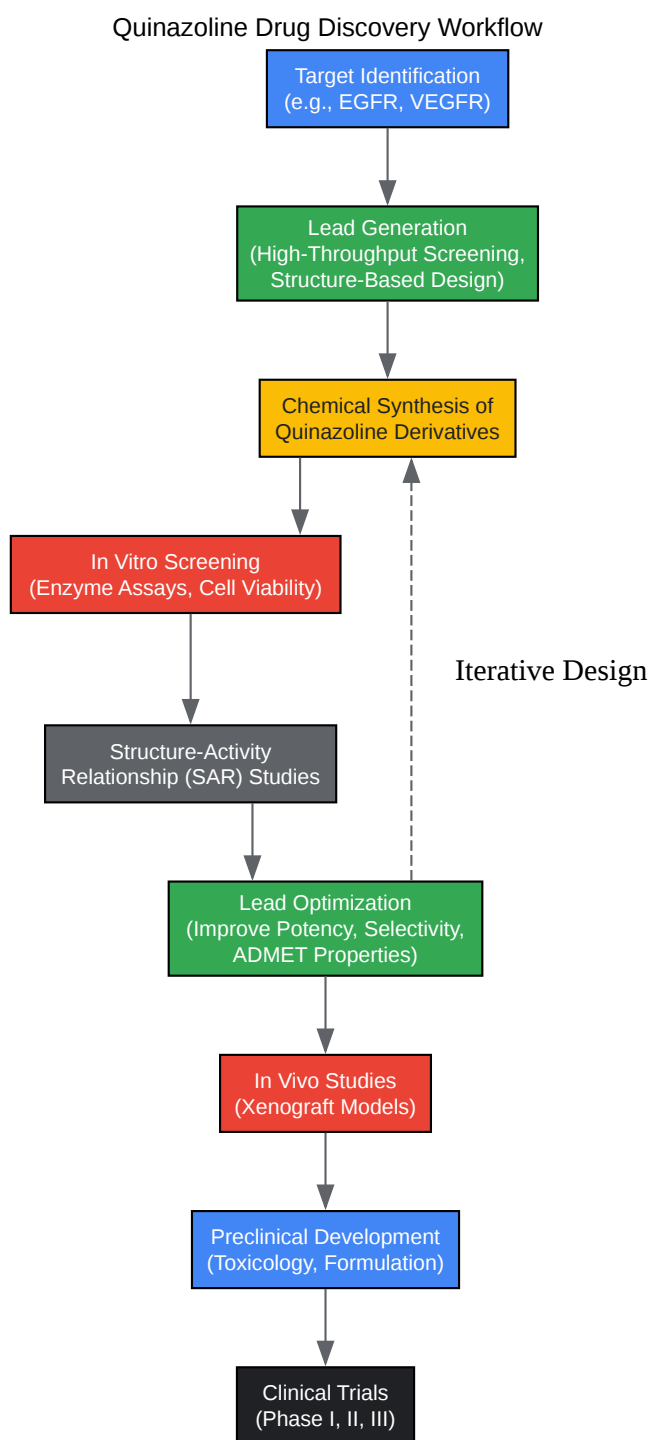 Quinazoline Drug Discovery Workflow
Target Identification
(e.g., EGFR, VEGFR)
Lead Generation
(High-Throughput Screening,
Structure-Based Design)
Chemical Synthesis of
Quinazoline Derivatives
In Vitro Screening
(Enzyme Assays, Cell Viability)
Iterative Design
Structure-Activity
Relationship (SAR) Studies
Lead Optimization
(Improve Potency, Selectivity,
ADMET Properties)
In Vivo Studies
(Xenograft Models)
Preclinical Development
(Toxicology, Formulation)
Clinical Trials
(Phase I, II, III)